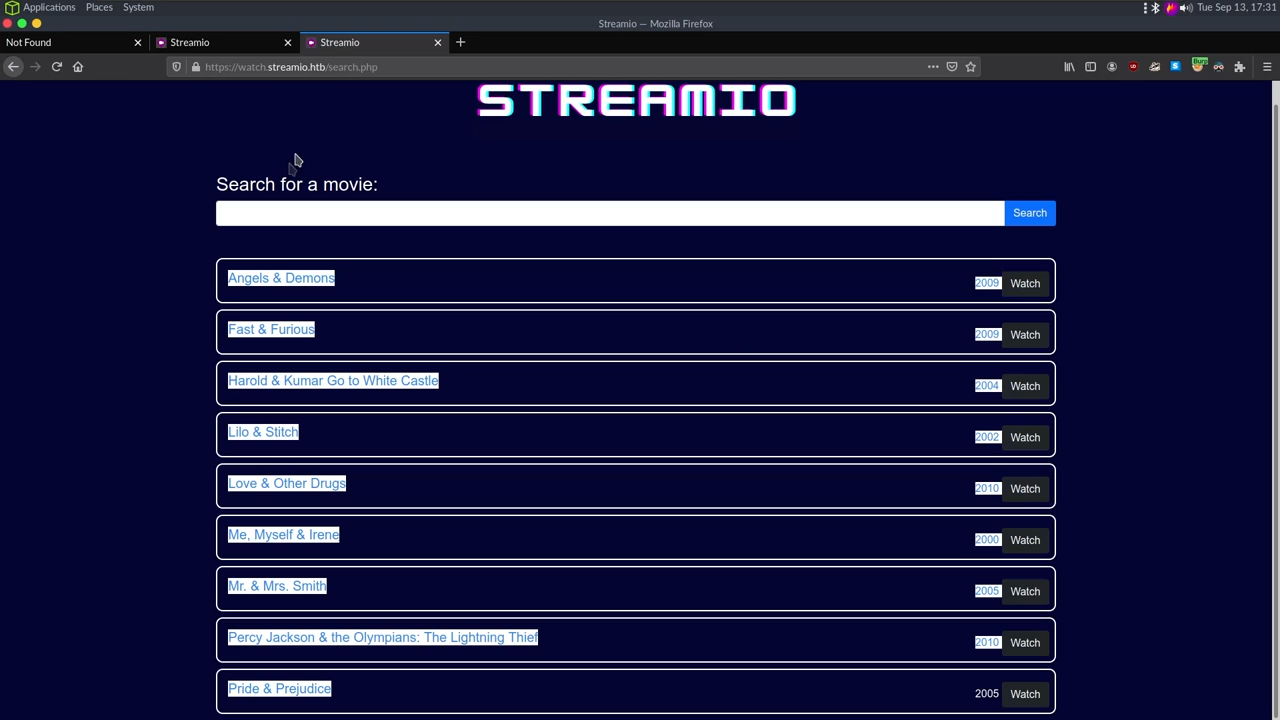 Applications Places System
Tue Sep 13, 17:31
Streamio — Mozilla Firefox
Not Found
Streamio
Streamio
https://watch.streamio.htb/search.php
STREAMIO
Search for a movie:
Search
Angels & Demons 2009 Watch
Fast & Furious 2009 Watch
Harold & Kumar Go to White Castle 2004 Watch
Lilo & Stitch 2002 Watch
Love & Other Drugs 2010 Watch
Me, Myself & Irene 2000 Watch
Mr. & Mrs. Smith 2005 Watch
Percy Jackson & the Olympians: The Lightning Thief 2010 Watch
Pride & Prejudice 2005 Watch